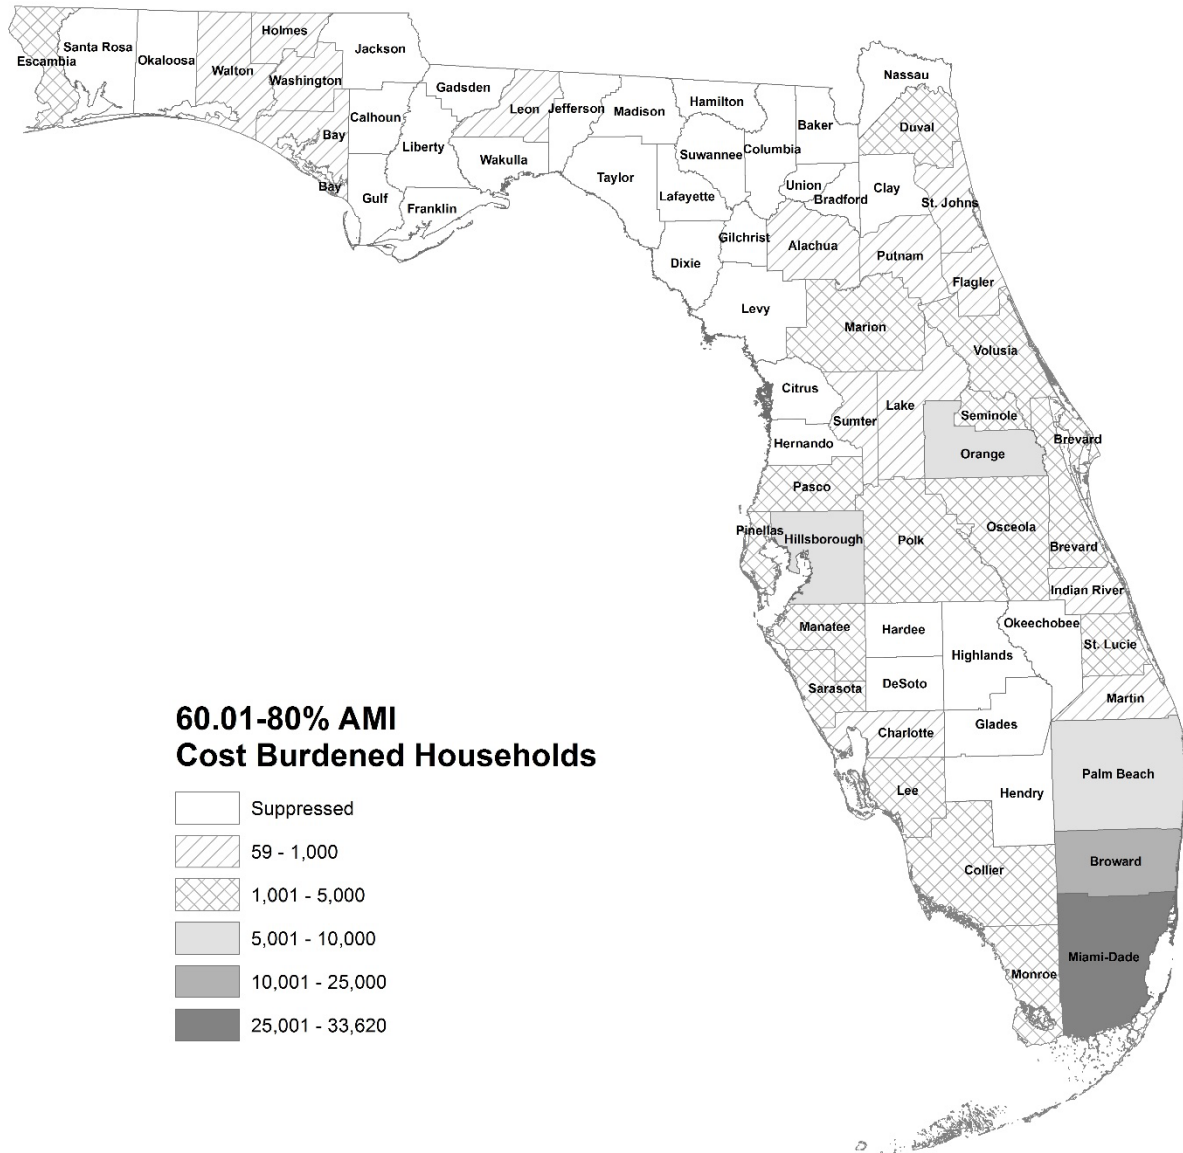 Holmes
Santa Rosa
Jackson
Escambia
Okaloosa
Walton
Washington
Nassau
Gadsden
Hamilton
Leon
Jefferson
Madison
Calhoun
Baker
Duval
Bay
Liberty
Columbia
Suwannee
Wakulla
Taylor
Union
Clay
Bay
Lafayette
Bradford
Gulf
St. Johns
Franklin
Gilchrist
Alachua
Putnam
Dixie
Flagler
Levy
Marion
Volusia
Citrus
Lake
Seminole
Sumter
Brevard
Hernando
Orange
Pasco
Pinellas
Hillsborough
Polk
Osceola
Brevard
Indian River
Manatee
Hardee
Okeechobee
St. Lucie
Highlands
Sarasota
DeSoto
Martin
60.01-80% AMI
Cost Burdened Households
Glades
Charlotte
Palm Beach
Lee
Hendry
Suppressed
59 - 1,000
Broward
Collier
1,001 - 5,000
5,001 - 10,000
Miami-Dade
Monroe
10,001 - 25,000
25,001 - 33,620